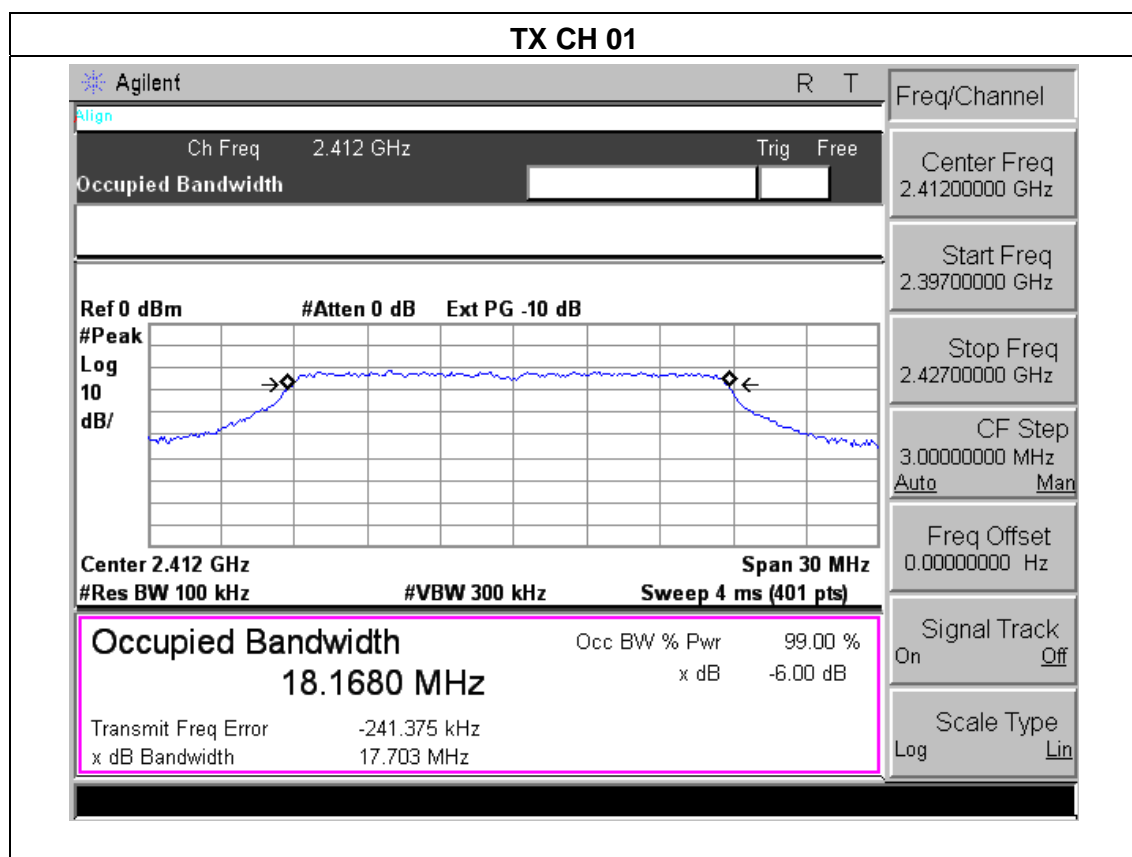 TX CH 01
Agilent R T
Freq/Channel
Align
Ch Freq 2.412 GHz Trig Free
Occupied Bandwidth
Center Freq
2.41200000 GHz
Start Freq
2.39700000 GHz
Stop Freq
2.42700000 GHz
CF Step
3.00000000 MHz
Auto Man
Freq Offset
0.00000000 Hz
Signal Track
On Off
Scale Type
Log Lin
Ref 0 dBm #Atten 0 dB Ext PG -10 dB
#Peak
Log
10
dB/
Center 2.412 GHz Span 30 MHz
#Res BW 100 kHz #VBW 300 kHz Sweep 4 ms (401 pts)
Occupied Bandwidth Occ BW % Pwr 99.00 %
18.1680 MHz x dB -6.00 dB
Transmit Freq Error -241.375 kHz
x dB Bandwidth 17.703 MHz